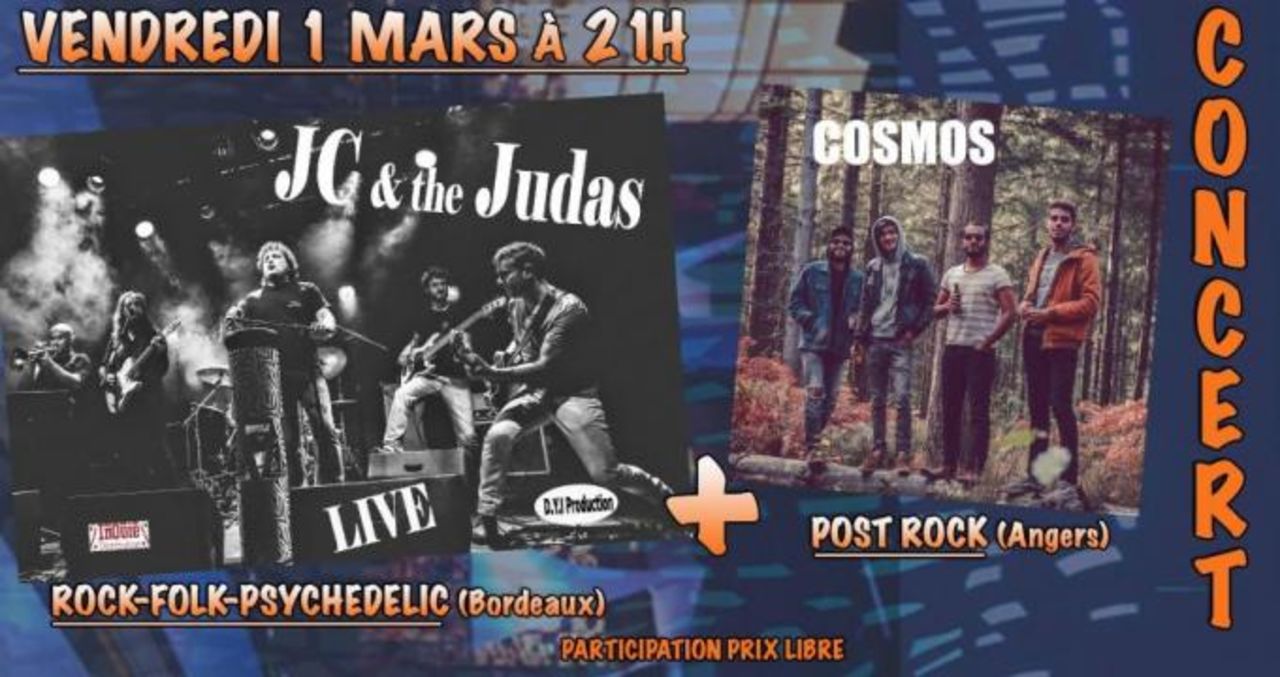 VENDREDI 1 MARS À 21H
CONCERT
JC & the Judas
COSMOS
LIVE
D.Y.I Production
POST ROCK (Angers)
ROCK-FOLK-PSYCHEDELIC (Bordeaux)
PARTICIPATION PRIX LIBRE